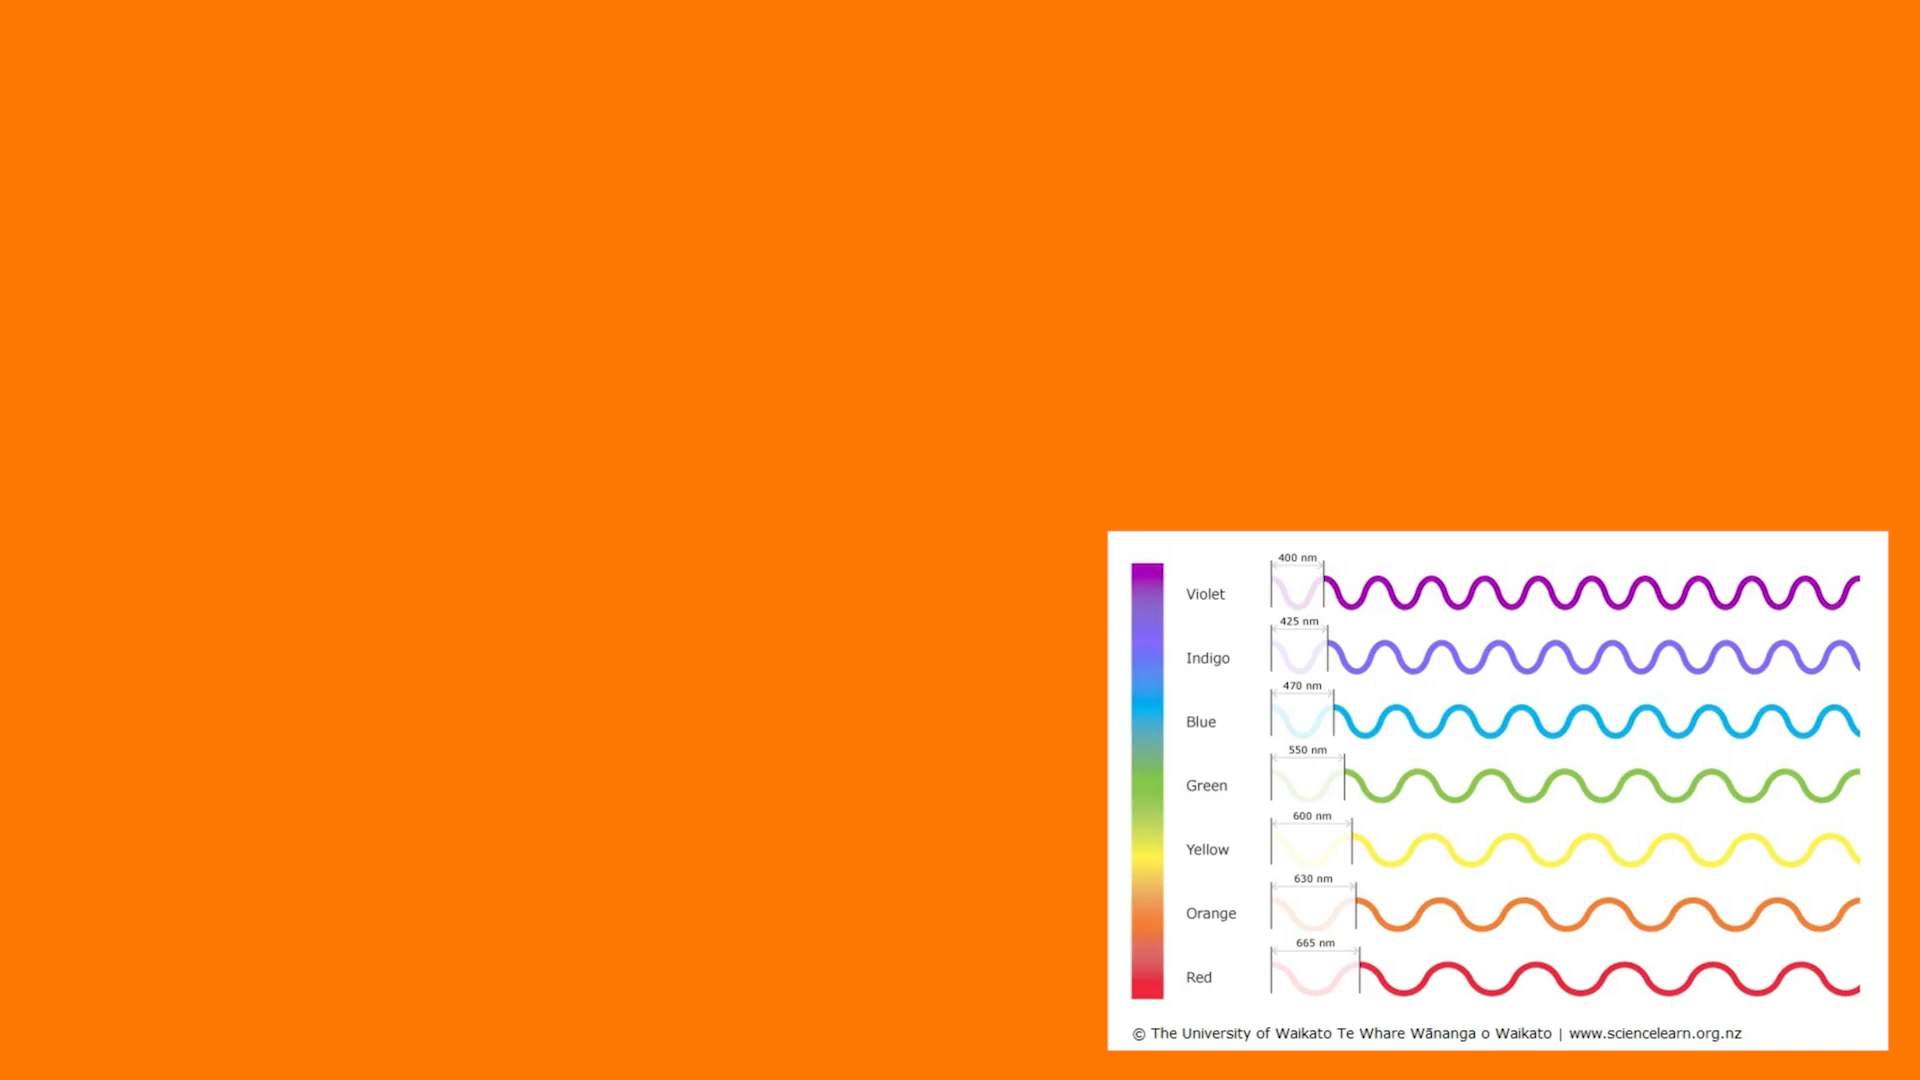 400 nm
Violet
425 nm
Indigo
470 nm
Blue
550 nm
Green
600 nm
Yellow
630 nm
Orange
665 nm
Red
© The University of Waikato Te Whare Wānanga o Waikato | www.sciencelearn.org.nz